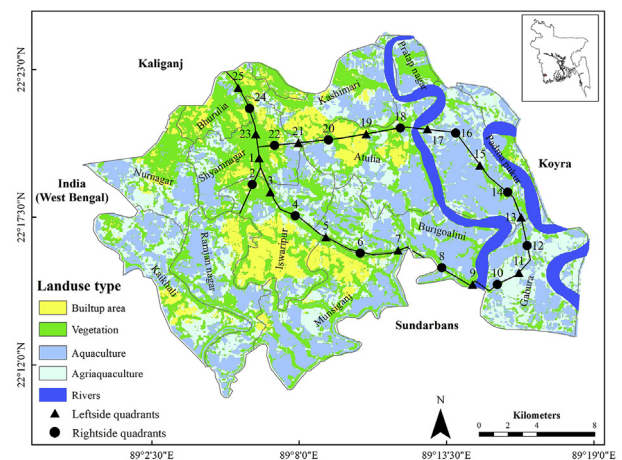 Kaliganj
Pratap nagar
22°23'0"N
25
Kashimari
24
Bhurulia
23
22
21
20
19
18
17
16
Padma pukur
Koyra
1
Shyamnagar
Atulia
15
India
(West Bengal)
Nurnagar
2
3
14
22°17'30"N
4
13
5
6
7
Burigoalini
12
Ramjan nagar
Iswaripur
8
9
10
11
Gabura
Kaikhali
Munsiganj
Sundarbans
Landuse type
Builtup area
Vegetation
Aquaculture
Agriaquaculture
Rivers
Leftside quadrants
Rightside quadrants
22°12'0"N
N
Kilometers
0 2 4 8
89°2'30"E 89°8'0"E 89°13'30"E 89°19'0"E